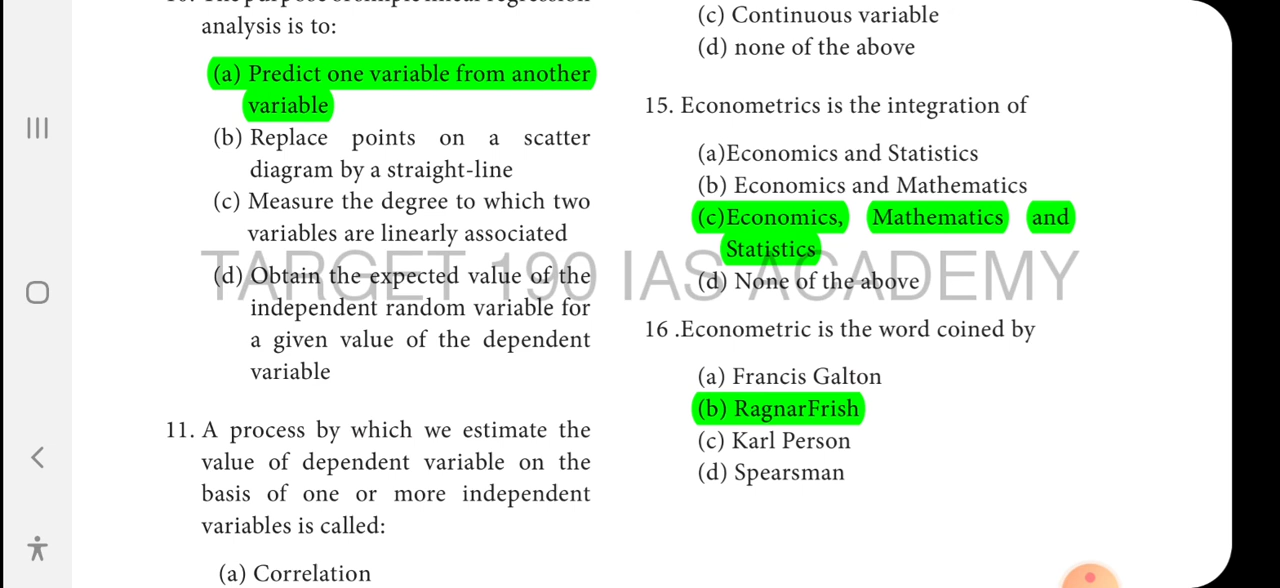 analysis is to:
(a) Predict one variable from another
variable
(b) Replace points on a scatter
diagram by a straight-line
(c) Measure the degree to which two
variables are linearly associated
(d) Obtain the expected value of the
independent random variable for
a given value of the dependent
variable
11. A process by which we estimate the
value of dependent variable on the
basis of one or more independent
variables is called:
(a) Correlation
(c) Continuous variable
(d) none of the above
15. Econometrics is the integration of
(a)Economics and Statistics
(b) Economics and Mathematics
(c)Economics, Mathematics and
Statistics
(d) None of the above
16 .Econometric is the word coined by
(a) Francis Galton
(b) RagnarFrish
(c) Karl Person
(d) Spearsman
TARGET 190 IAS ACADEMY